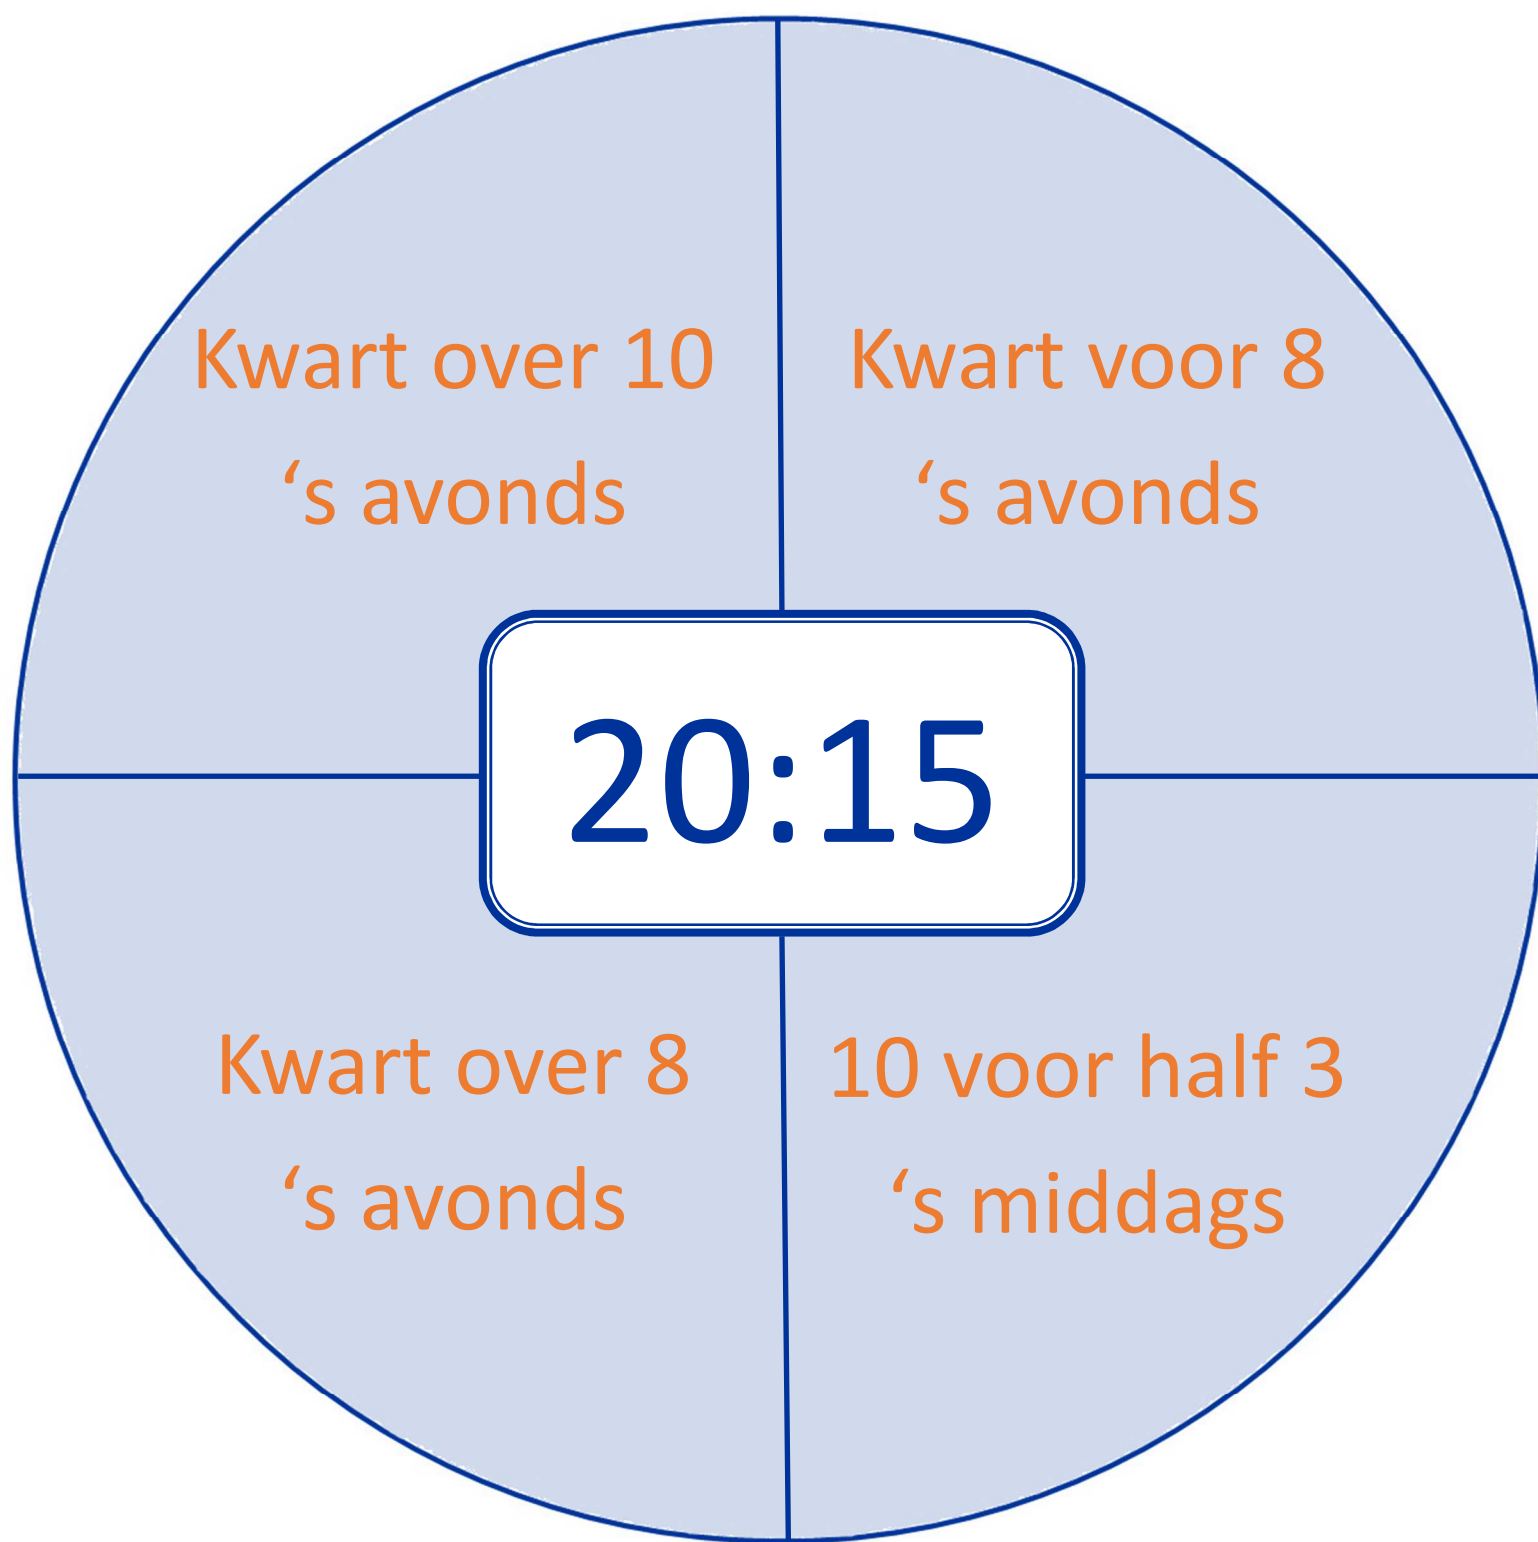 Kwart over 10
‘s avonds
Kwart voor 8
‘s avonds
20:15
Kwart over 8
‘s avonds
10 voor half 3
‘s middags